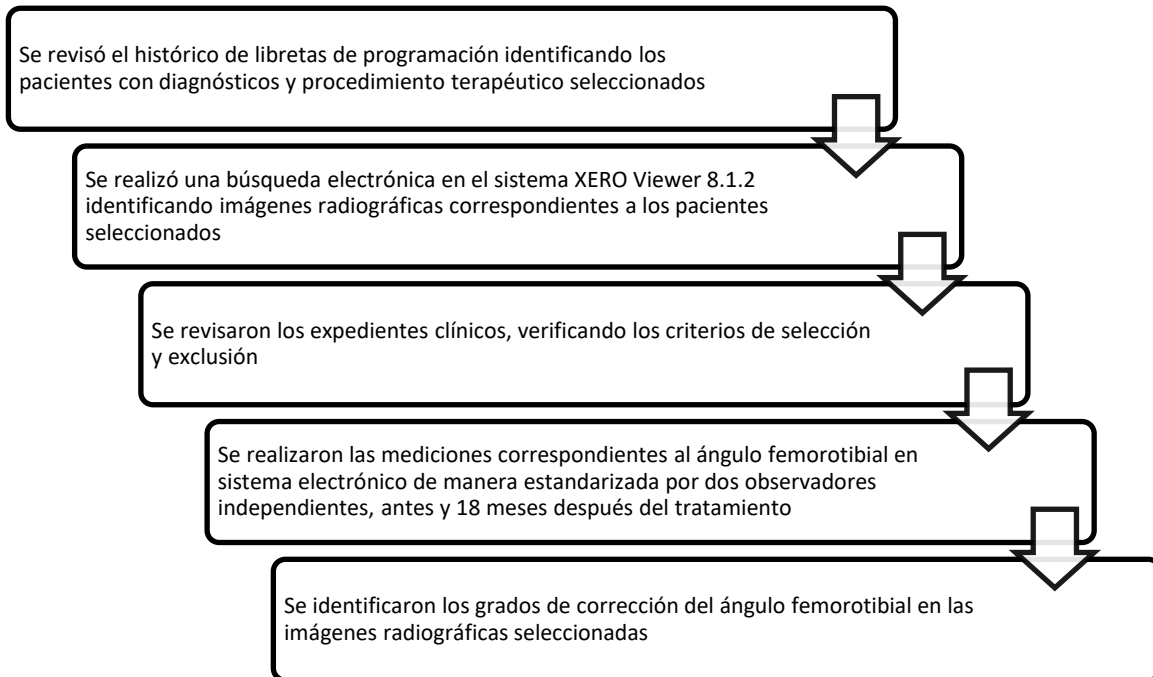 Se revisó el histórico de libretas de programación identificando los
pacientes con diagnósticos y procedimiento terapéutico seleccionados
Se realizó una búsqueda electrónica en el sistema XERO Viewer 8.1.2
identificando imágenes radiográficas correspondientes a los pacientes
seleccionados
Se revisaron los expedientes clínicos, verificando los criterios de selección
y exclusión
Se realizaron las mediciones correspondientes al ángulo femorotibial en
sistema electrónico de manera estandarizada por dos observadores
independientes, antes y 18 meses después del tratamiento
Se identificaron los grados de corrección del ángulo femorotibial en las
imágenes radiográficas seleccionadas